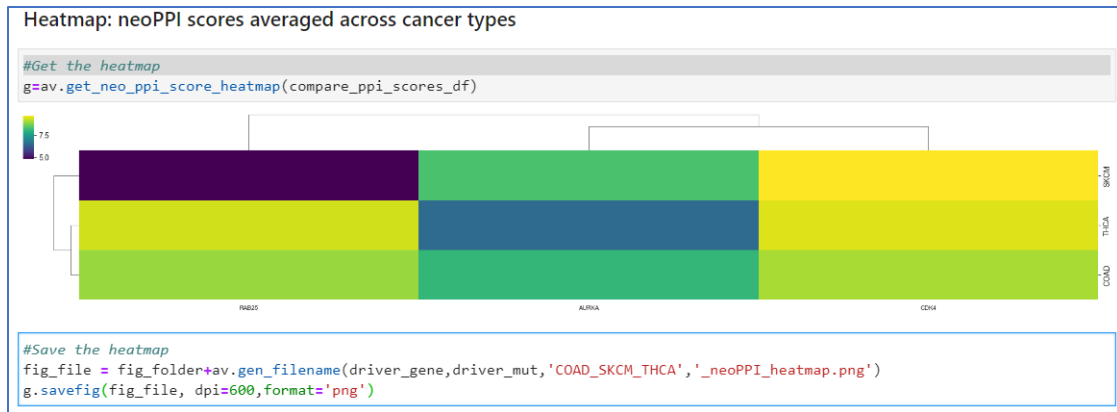 Heatmap: neoPPI scores averaged across cancer types
#Get the heatmap
g=av.get_neo_ppi_score_heatmap(compare_ppi_scores_df)
7.5
5.0
SKCM
THCA
COAD
RAB25
AURKA
CDK4
#Save the heatmap
fig_file = fig_folder+av.gen_filename(driver_gene,driver_mut,'COAD_SKCM_THCA','_neoPPI_heatmap.png')
g.savefig(fig_file, dpi=600,format='png')